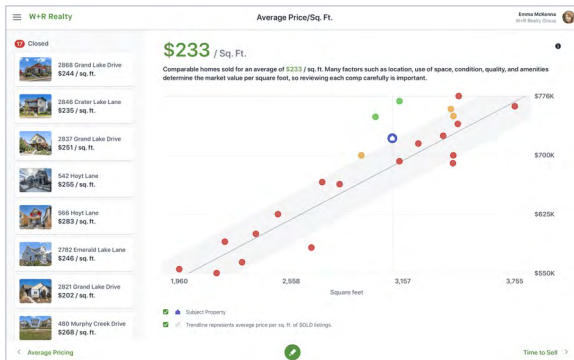 W+R Realty
Average Price/Sq. Ft.
Emma McKenna
W+R Realty Group
17 Closed
2868 Grand Lake Drive
$244 / sq. ft.
2846 Crater Lake Lane
$235 / sq. ft.
2837 Grand Lake Drive
$251 / sq. ft.
542 Hoyt Lane
$255 / sq. ft.
566 Hoyt Lane
$283 / sq. ft.
2782 Emerald Lake Lane
$246 / sq. ft.
2821 Grand Lake Drive
$202 / sq. ft.
480 Murphy Creek Drive
$268 / sq. ft.
$233 / Sq. Ft.
Comparable homes sold for an average of $233 / sq. ft. Many factors such as location, use of space, condition, quality, and amenities
determine the market value per square foot, so reviewing each comp carefully is important.
$776K
$700K
$625K
$550K
1,960
2,558
3,157
3,755
Square feet
Subject Property
Trendline represents average price per sq. ft. of SOLD listings.
< Average Pricing
Time to Sell >